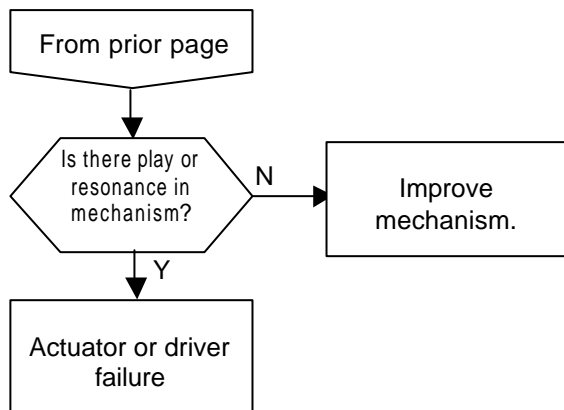 From prior page
Is there play or
resonance in
mechanism?
N
Improve
mechanism.
Y
Actuator or driver
failure